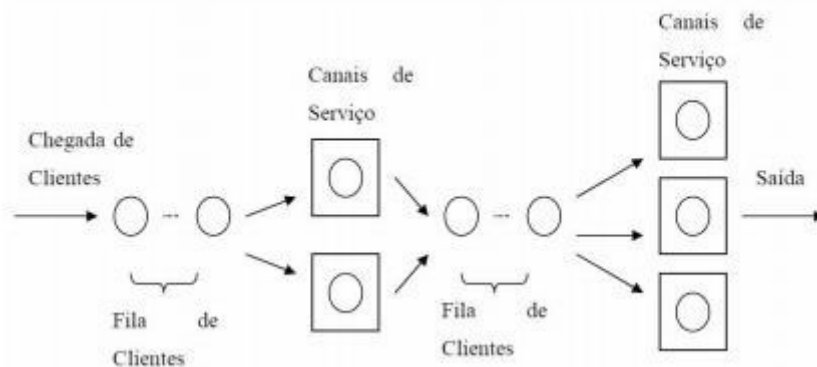 Canais de
Serviço
Canais de
Serviço
Chegada de
Clientes
Saída
Fila de
Clientes
Fila de
Clientes